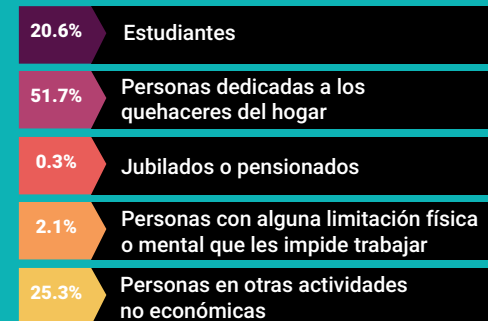 20.6% Estudiantes
51.7% Personas dedicadas a los
quehaceres del hogar
0.3% Jubilados o pensionados
2.1% Personas con alguna limitación física
o mental que les impide trabajar
25.3% Personas en otras actividades
no económicas